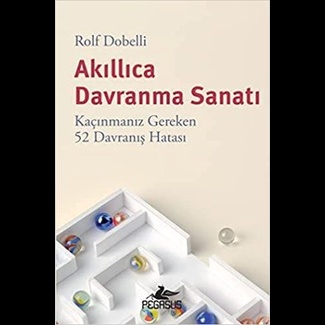 Rolf Dobelli
Akıllıca
Davranma Sanatı
Kaçınmanız Gereken
52 Davranış Hatası
PEGASUS